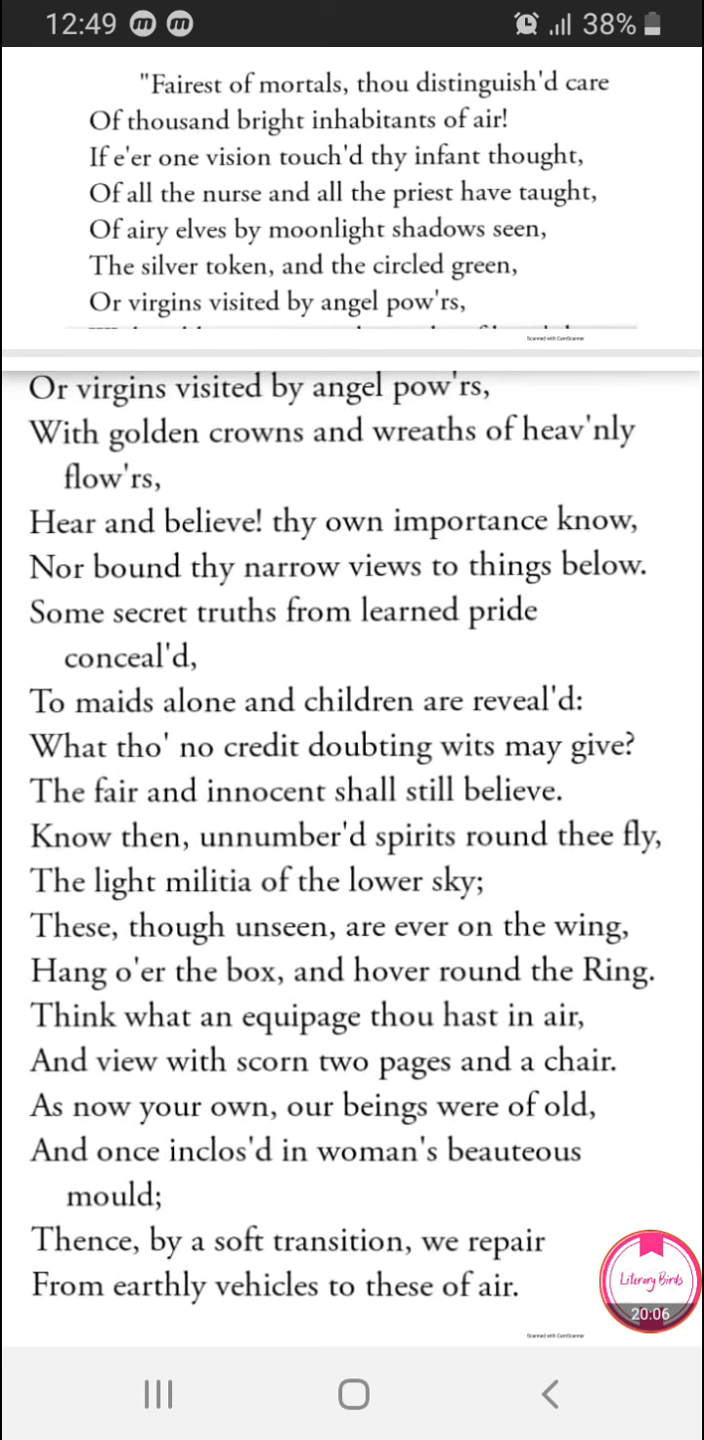 12:49
38%
"Fairest of mortals, thou distinguish'd care
Of thousand bright inhabitants of air!
If e'er one vision touch'd thy infant thought,
Of all the nurse and all the priest have taught,
Of airy elves by moonlight shadows seen,
The silver token, and the circled green,
Or virgins visited by angel pow'rs,
Scanned with CamScanner
Or virgins visited by angel pow'rs,
With golden crowns and wreaths of heav'nly
flow'rs,
Hear and believe! thy own importance know,
Nor bound thy narrow views to things below.
Some secret truths from learned pride
conceal'd,
To maids alone and children are reveal'd:
What tho' no credit doubting wits may give?
The fair and innocent shall still believe.
Know then, unnumber'd spirits round thee fly,
The light militia of the lower sky;
These, though unseen, are ever on the wing,
Hang o'er the box, and hover round the Ring.
Think what an equipage thou hast in air,
And view with scorn two pages and a chair.
As now your own, our beings were of old,
And once inclos'd in woman's beauteous
mould;
Thence, by a soft transition, we repair
From earthly vehicles to these of air.
Literary Birds
20:06
Scanned with CamScanner